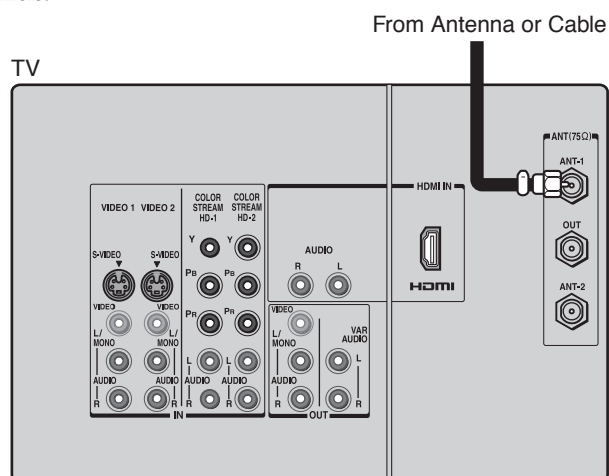 From Antenna or Cable
TV
ANT(75Ω)
ANT-1
OUT
ANT-2
HDMI IN
HDMI
AUDIO
R L
VIDEO 1 VIDEO 2
COLOR STREAM HD-1
COLOR STREAM HD-2
S-VIDEO S-VIDEO
Y Y
PB PB
PR PR
VIDEO VIDEO
L/ MONO
L/ MONO
L L
AUDIO AUDIO
AUDIO AUDIO
R R
R R
IN
VIDEO
L/ MONO
AUDIO
R
VAR AUDIO
L
R
OUT